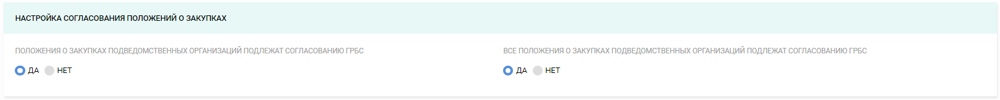 НАСТРОЙКА СОГЛАСОВАНИЯ ПОЛОЖЕНИЙ О ЗАКУПКАХ
ПОЛОЖЕНИЯ О ЗАКУПКАХ ПОДВЕДОМСТВЕННЫХ ОРГАНИЗАЦИЙ ПОДЛЕЖАТ СОГЛАСОВАНИЮ ГРБС
ДА НЕТ
ВСЕ ПОЛОЖЕНИЯ О ЗАКУПКАХ ПОДВЕДОМСТВЕННЫХ ОРГАНИЗАЦИЙ ПОДЛЕЖАТ СОГЛАСОВАНИЮ ГРБС
ДА НЕТ